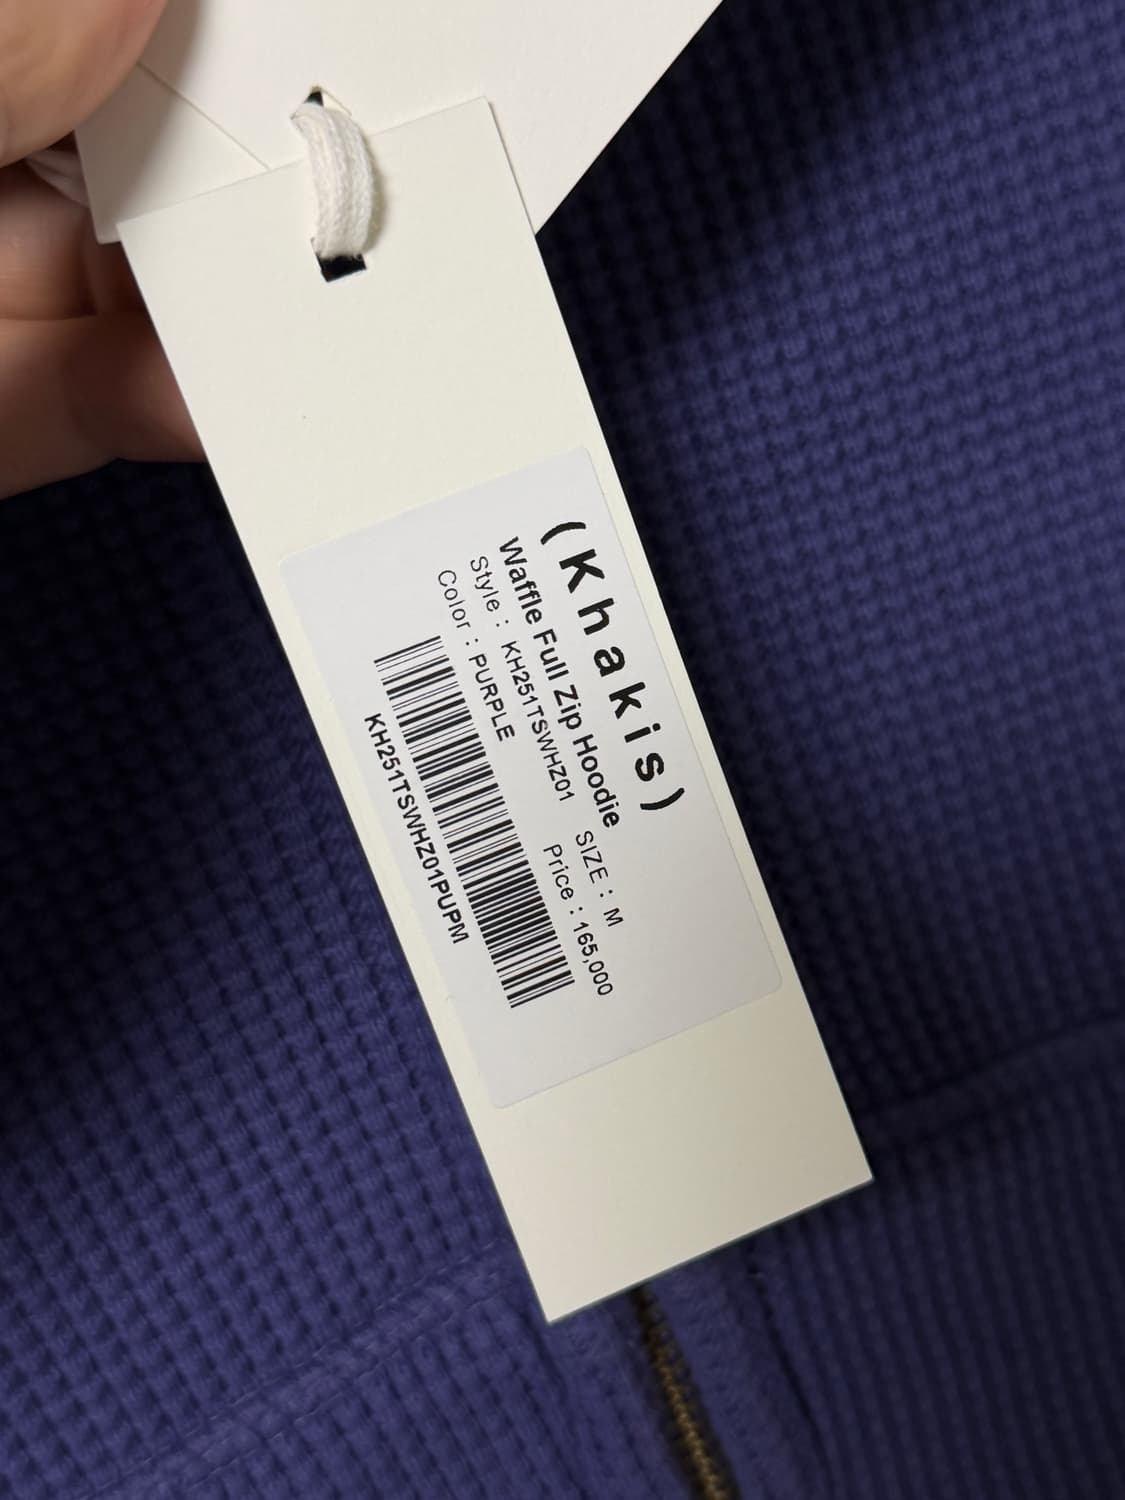 (Khakis)
Waffle Full Zip Hoodie
Style : KH251TSWHZ01 SIZE : M
Color : PURPLE Price : 165,000
KH251TSWHZ01PUPM